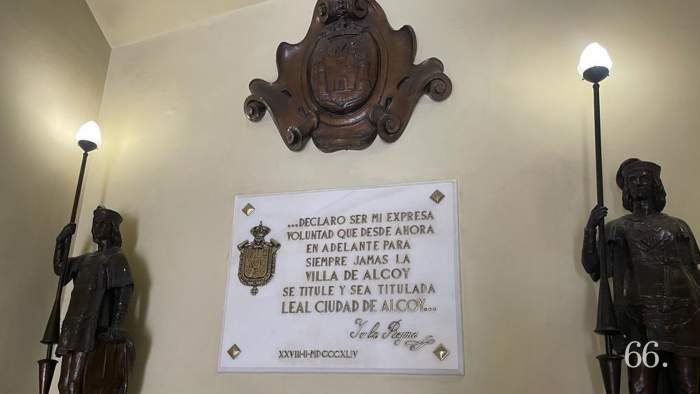 ...DECLARO SER MI EXPRESA
VOLUNTAD QUE DESDE AHORA
EN ADELANTE PARA
SIEMPRE JAMAS LA
VILLA DE ALCOY
SE TITULE Y SEA TITULADA
LEAL CIUDAD DE ALCOY...
Yo la Reyna
XXVIII-II-MDCCCXLIV
66.